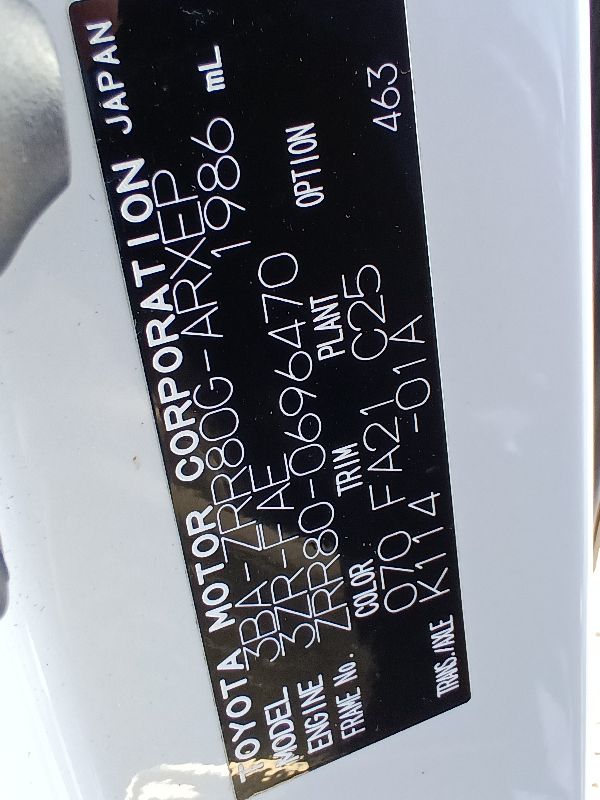 TOYOTA MOTOR CORPORATION JAPAN
MODEL 3BA-ZRR80G-ARXEP
ENGINE 3ZR-FAE 1986 mL
FRAME No. ZRR80-0696470
COLOR TRIM PLANT OPTION
070 FA21 C25 463
TRANS./AXLE K114 -01A